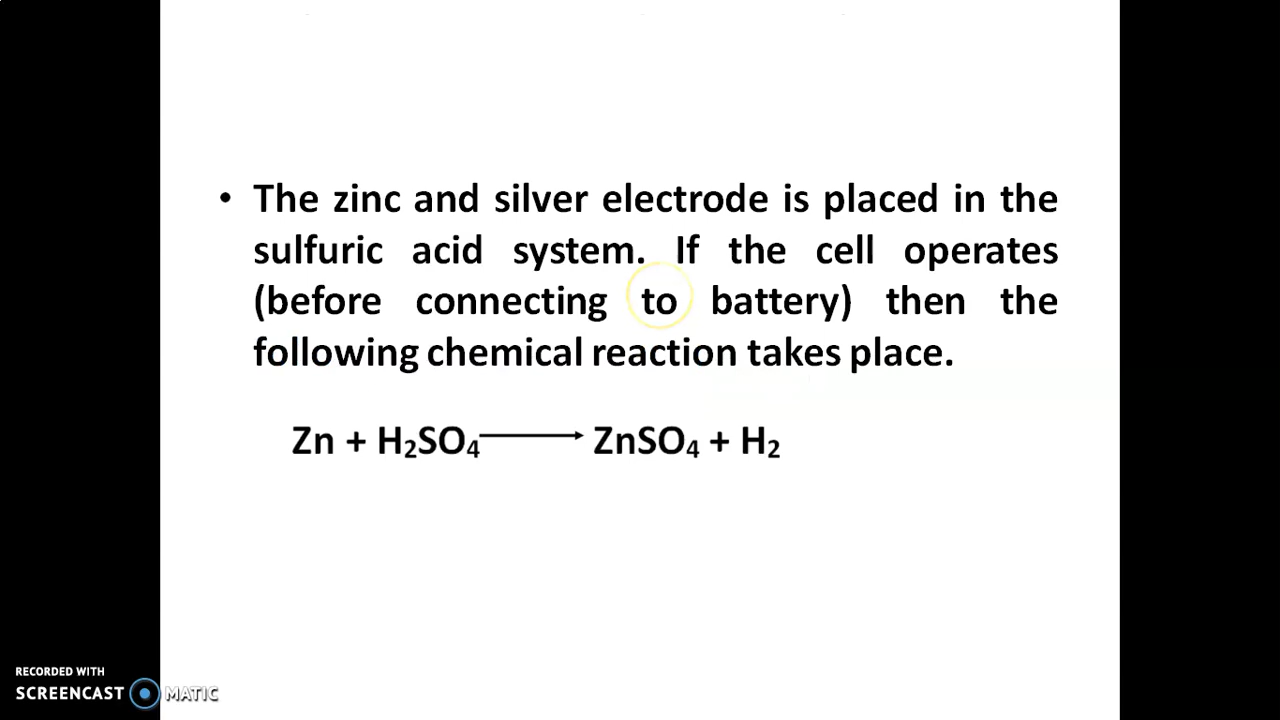 • The zinc and silver electrode is placed in the
sulfuric acid system. If the cell operates
(before connecting to battery) then the
following chemical reaction takes place.
Zn + H₂SO₄ ⟶ ZnSO₄ + H₂
RECORDED WITH
SCREENCAST MATIC